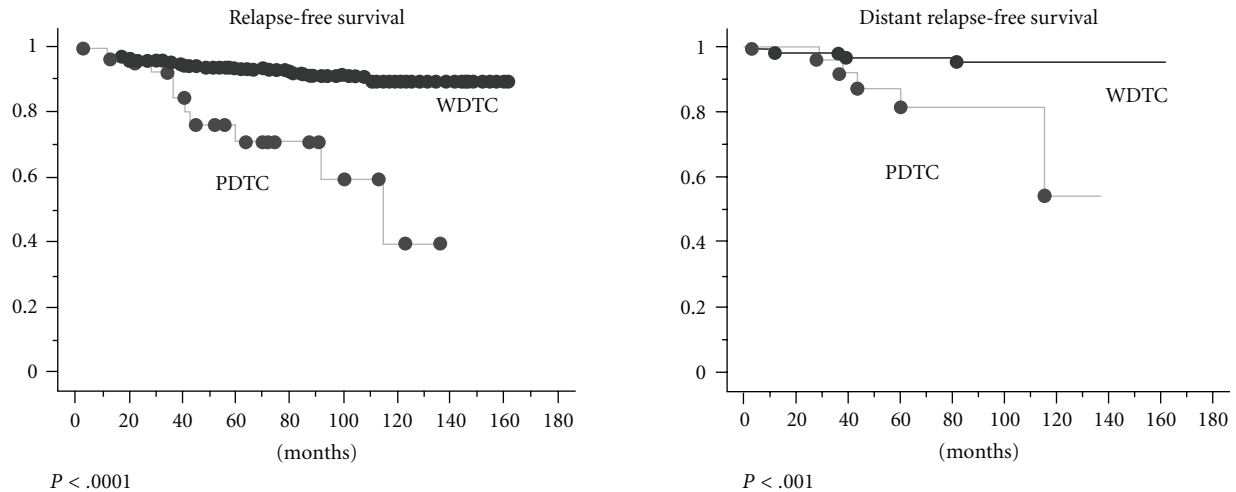 Relapse-free survival
1
0.8
0.6
0.4
0.2
0
WDTC
PDTC
0 20 40 60 80 100 120 140 160 180
(months)
P < .0001
Distant relapse-free survival
1
0.8
0.6
0.4
0.2
0
WDTC
PDTC
0 20 40 60 80 100 120 140 160 180
(months)
P < .001